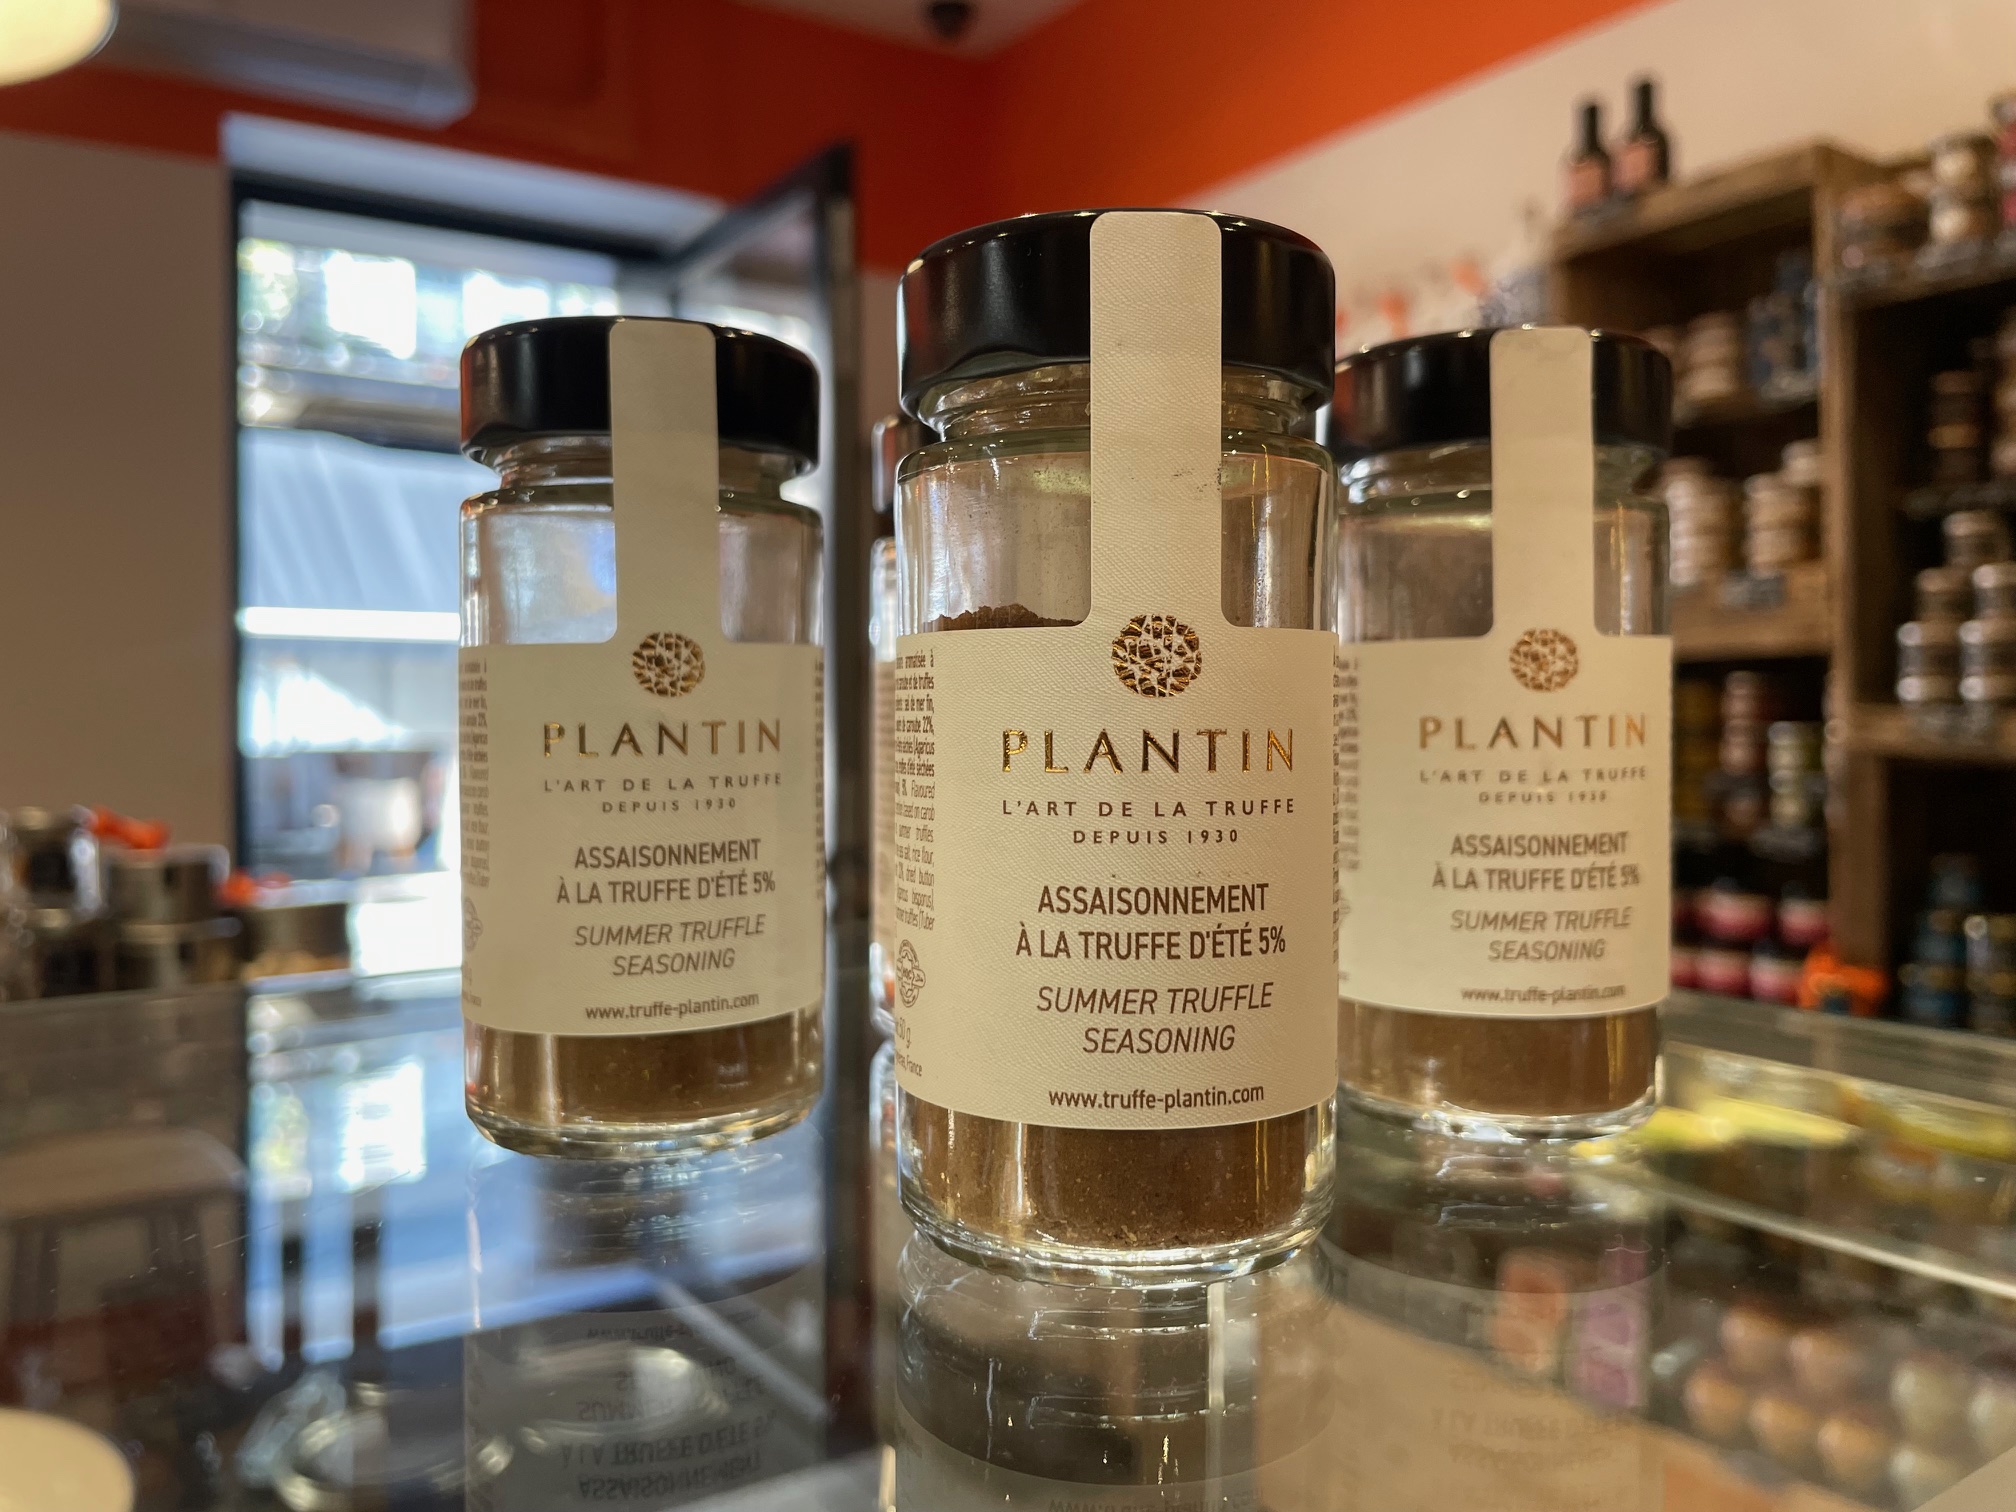 PLANTIN
L'ART DE LA TRUFFE
DEPUIS 1930
ASSAISONNEMENT
À LA TRUFFE D'ÉTÉ 5%
SUMMER TRUFFLE
SEASONING
www.truffe-plantin.com
PLANTIN
L'ART DE LA TRUFFE
DEPUIS 1930
ASSAISONNEMENT
À LA TRUFFE D'ÉTÉ 5%
SUMMER TRUFFLE
SEASONING
www.truffe-plantin.com
PLANTIN
L'ART DE LA TRUFFE
DEPUIS 1930
ASSAISONNEMENT
À LA TRUFFE D'ÉTÉ 5%
SUMMER TRUFFLE
SEASONING
www.truffe-plantin.com